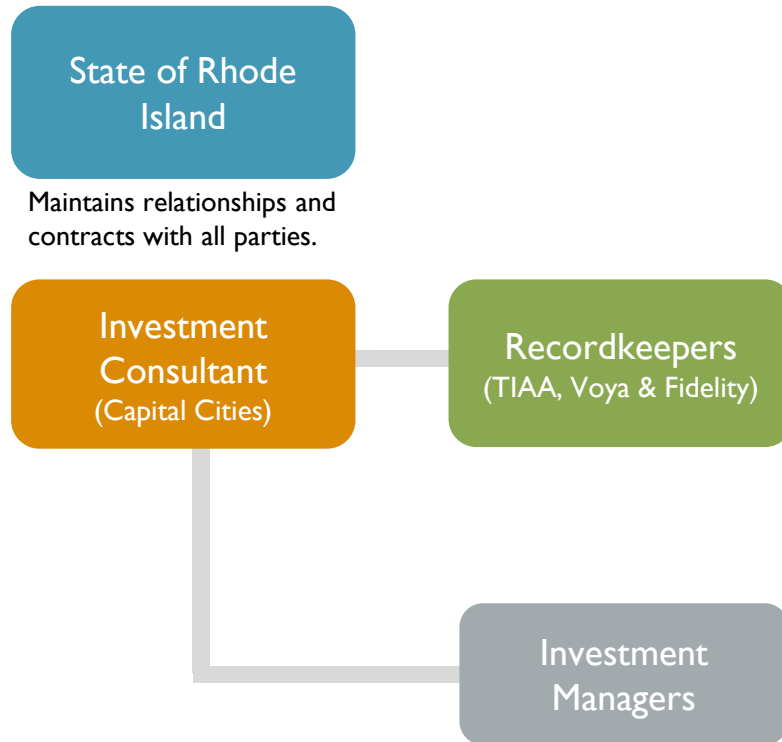 State of Rhode
Island
Maintains relationships and
contracts with all parties.
Investment
Consultant
(Capital Cities)
Recordkeepers
(TIAA, Voya & Fidelity)
Investment
Managers